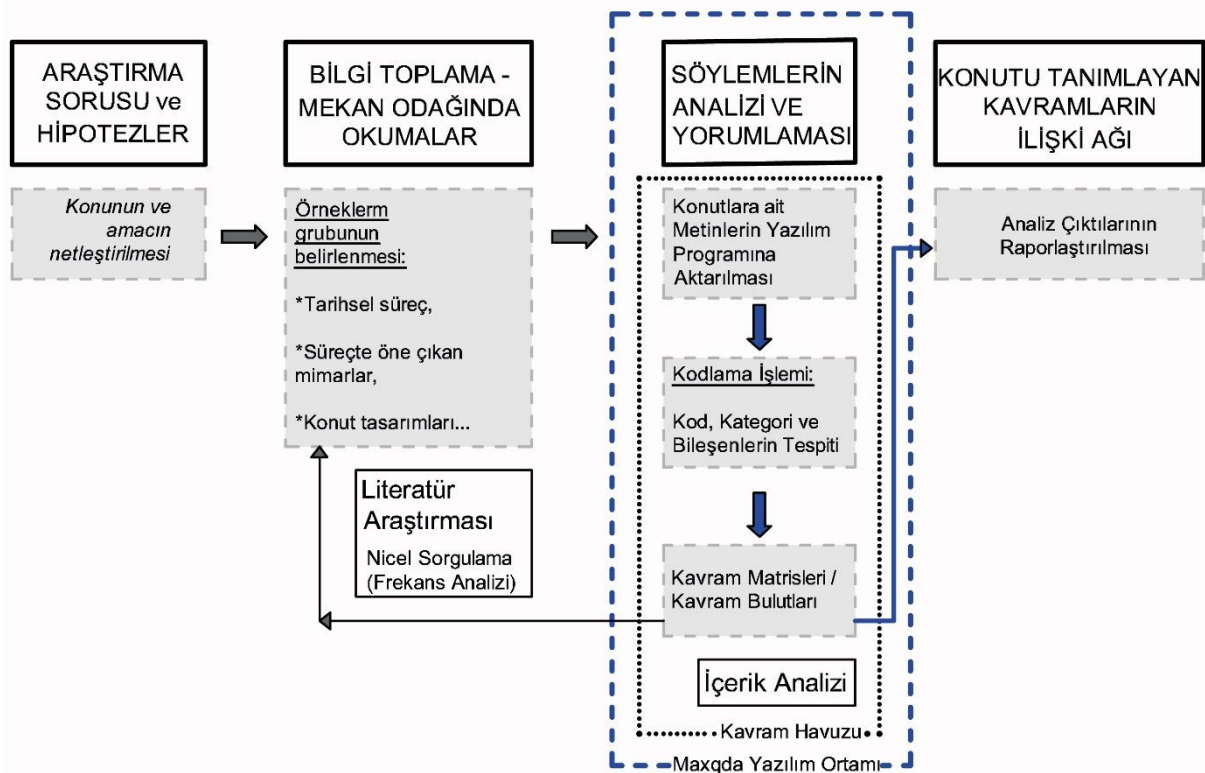 ARAŞTIRMA
SORUSU ve
HİPOTEZLER
Konunun ve
amacın
netleştirilmesi
BİLGİ TOPLAMA -
MEKAN ODAĞINDA
OKUMALAR
Örneklerm
grubunun
belirlenmesi:
*Tarihsel süreç,
*Süreçte öne çıkan
mimarlar,
*Konut tasarımları...
Literatür
Araştırması
Nicel Sorgulama
(Frekans Analizi)
SÖYLEMLERİN
ANALİZİ VE
YORUMLAMASI
Konutlara ait
Metinlerin Yazılım
Programına
Aktarılması
Kodlama İşlemi:
Kod, Kategori ve
Bileşenlerin Tespiti
Kavram Matrisleri /
Kavram Bulutları
İçerik Analizi
Kavram Havuzu
Maxqda Yazılım Ortamı
KONUTU TANIMLAYAN
KAVRAMLARIN
İLİŞKİ AĞI
Analiz Çıktılarının
Raporlaştırılması